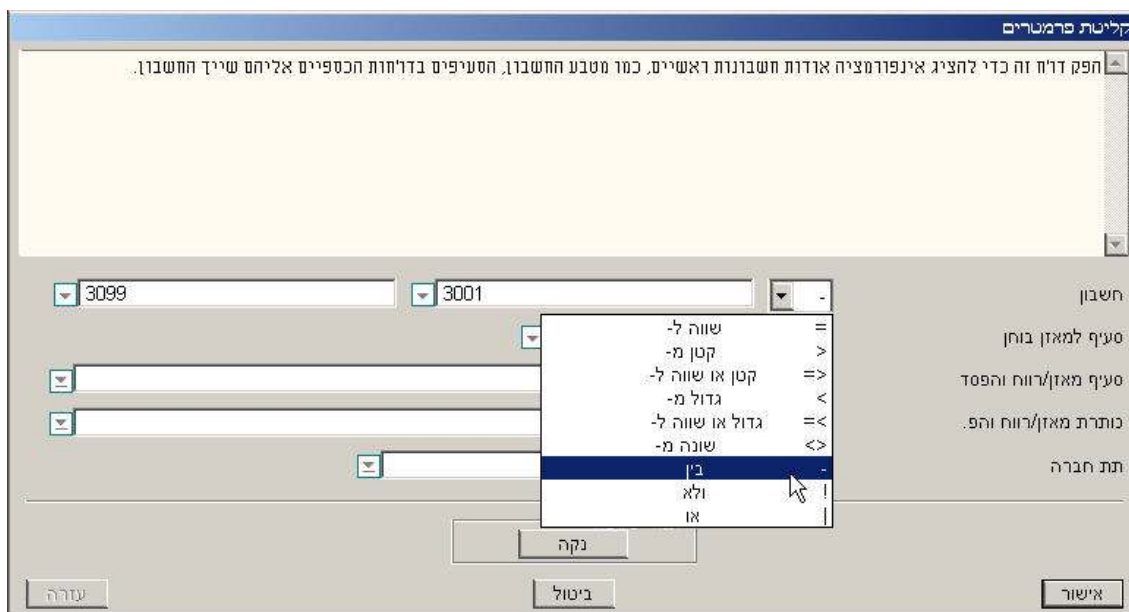 קליטת פרמטרים
הפק דו״ח זה כדי להציג אינפורמציה אודות חשבונות ראשיים, כמו מטבע החשבון, הסעיפים בדו״חות הכספיים אליהם שייך החשבון.
חשבון - 3001 3099
סעיף למאזן בוחן
סעיף מאזן/רווח והפסד
כותרת מאזן/רווח והפ.
תת חברה
= שווה ל-
< קטן מ-
<= קטן או שווה ל-
> גדול מ-
>= גדול או שווה ל-
<> שונה מ-
- בין
! ולא
| או
נקה
אישור ביטול עזרה